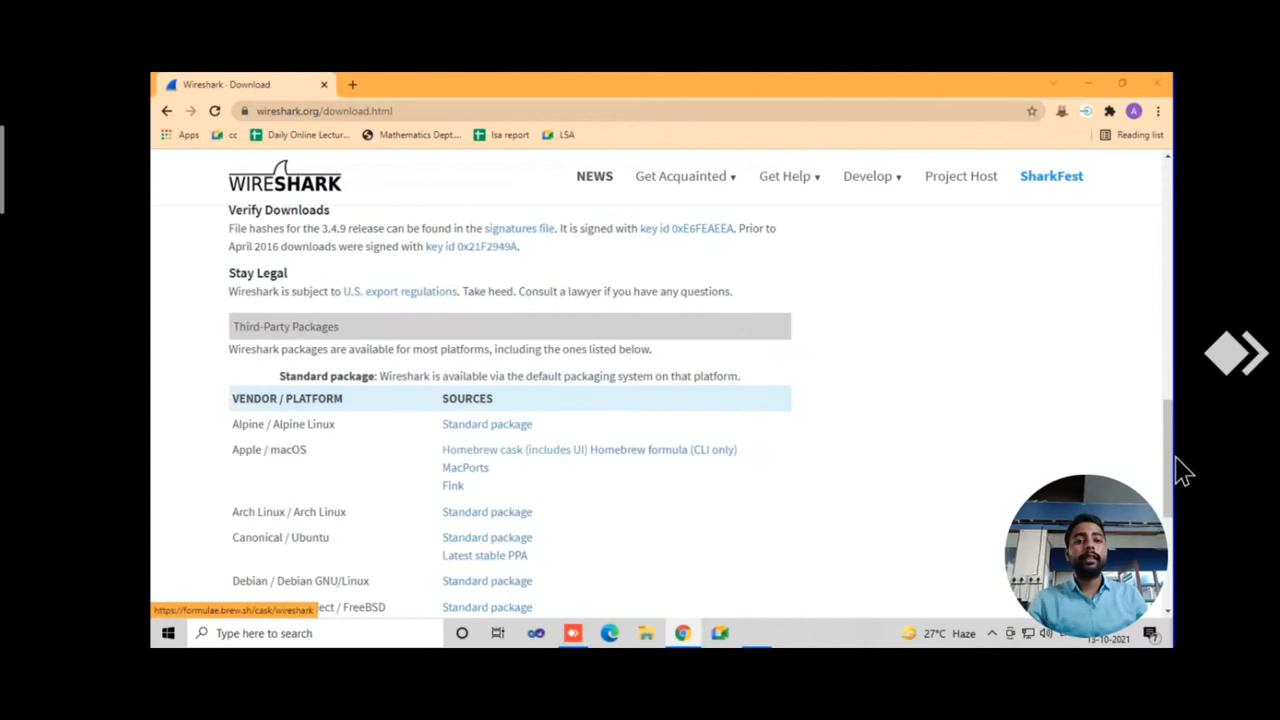 Wireshark · Download
wireshark.org/download.html
Apps
cc
Daily Online Lectur...
Mathematics Dept...
lsa report
LSA
Reading list
WIRESHARK
NEWS
Get Acquainted
Get Help
Develop
Project Host
SharkFest
Verify Downloads
File hashes for the 3.4.9 release can be found in the signatures file. It is signed with key id 0xE6FEAEEA. Prior to
April 2016 downloads were signed with key id 0x21F2949A.
Stay Legal
Wireshark is subject to U.S. export regulations. Take heed. Consult a lawyer if you have any questions.
Third-Party Packages
Wireshark packages are available for most platforms, including the ones listed below.
Standard package: Wireshark is available via the default packaging system on that platform.
VENDOR / PLATFORM SOURCES
Alpine / Alpine Linux Standard package
Apple / macOS Homebrew cask (includes UI) Homebrew formula (CLI only)
MacPorts
Fink
Arch Linux / Arch Linux Standard package
Canonical / Ubuntu Standard package
Latest stable PPA
Debian / Debian GNU/Linux Standard package
/ FreeBSD Standard package
https://formulae.brew.sh/cask/wireshark
Type here to search
27°C Haze
13-10-2021
A
7